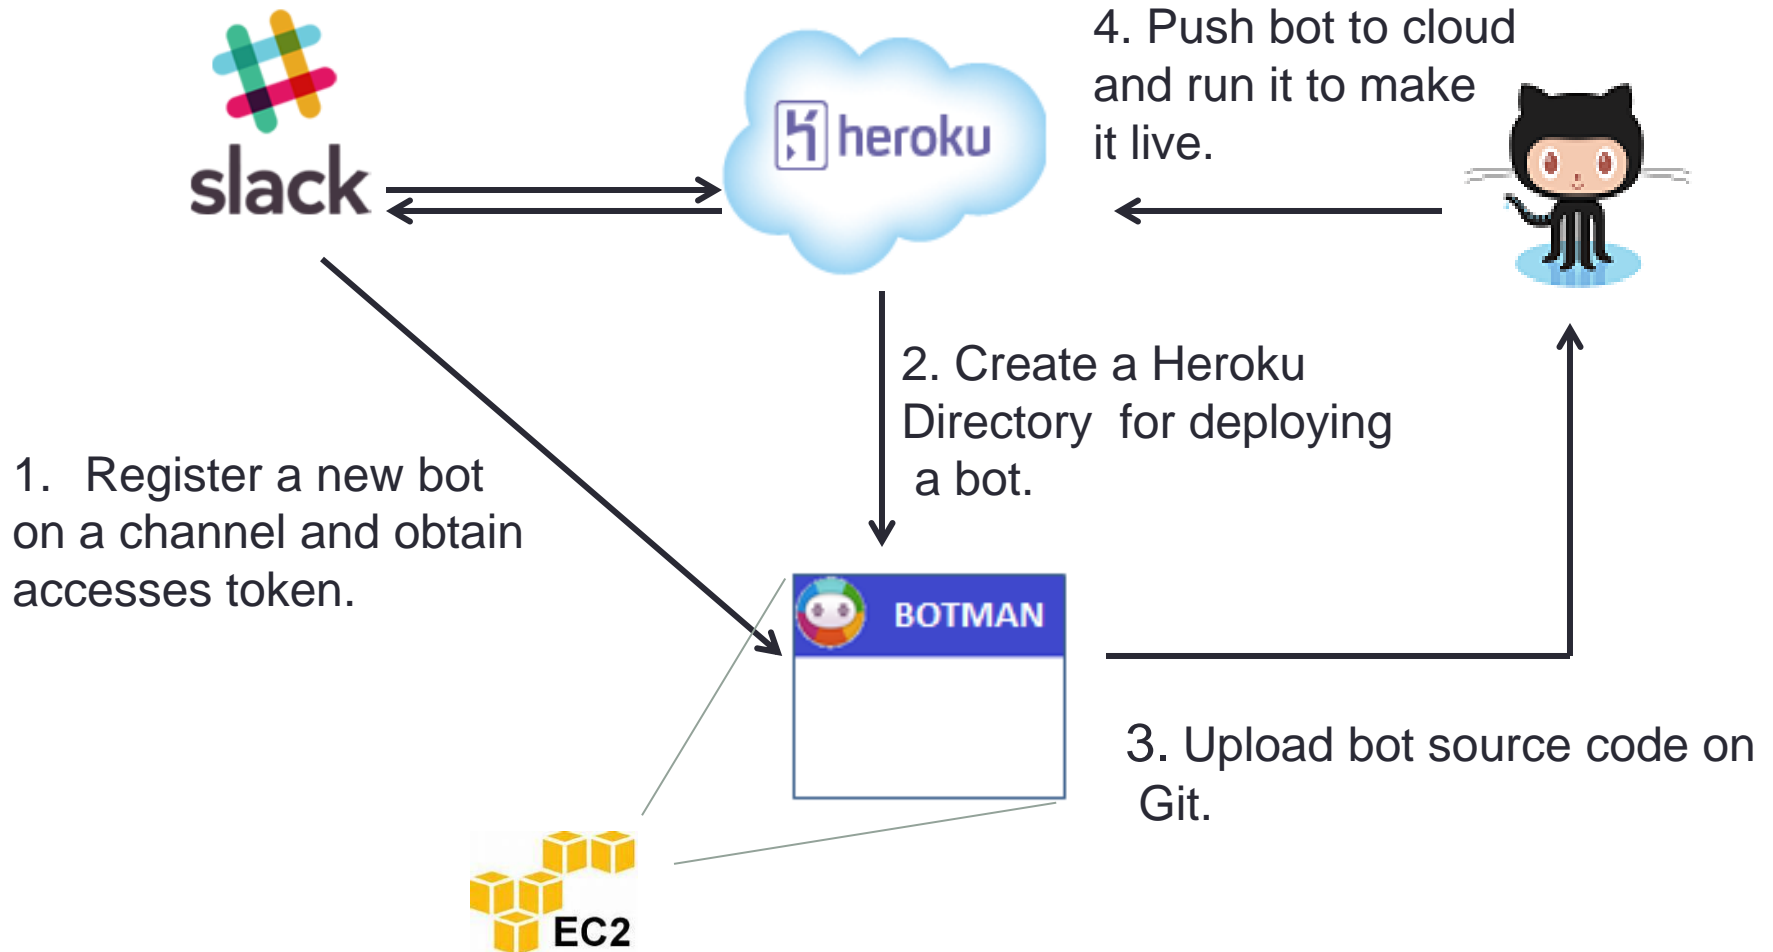 slack
heroku
4. Push bot to cloud
and run it to make
it live.
2. Create a Heroku
Directory  for deploying
a bot.
1.  Register a new bot
on a channel and obtain
accesses token.
BOTMAN
3. Upload bot source code on
Git.
EC2